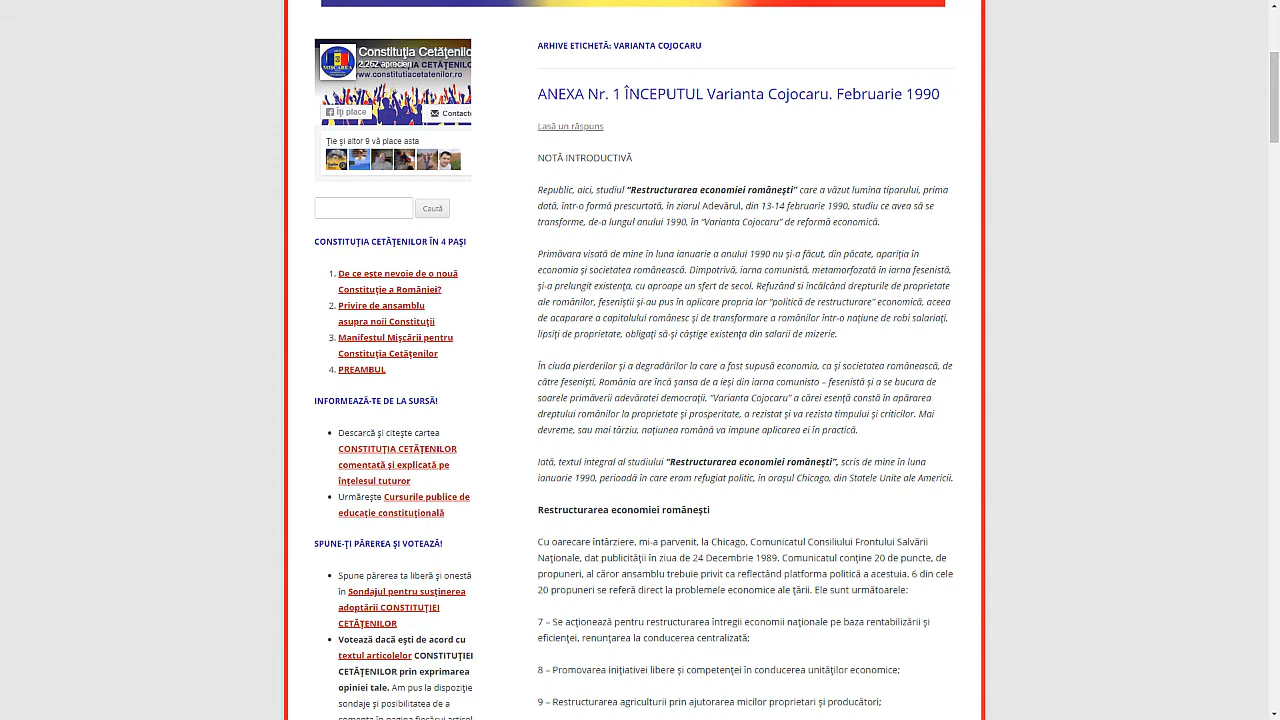 Constituția Cetățenilo
2.262 aprecieri
CETĂȚENILOR
www.constitutiacetatenilor.ro
Îți place
Contacte
Ție și altor 9 vă place asta
Caută
CONSTITUȚIA CETĂȚENILOR ÎN 4 PAȘI
1. De ce este nevoie de o nouă
Constituție a României?
2. Privire de ansamblu
asupra noii Constituții
3. Manifestul Mișcării pentru
Constituția Cetățenilor
4. PREAMBUL
INFORMEAZĂ-TE DE LA SURSĂ!
Descarcă și citește cartea
CONSTITUȚIA CETĂȚENILOR
comentată și explicată pe
înțelesul tuturor
Urmărește Cursurile publice de
educație constituțională
SPUNE-ȚI PĂREREA ȘI VOTEAZĂ!
Spune părerea ta liberă și onestă
în Sondajul pentru susținerea
adoptării CONSTITUȚIEI
CETĂȚENILOR
Votează dacă ești de acord cu
textul articolelor CONSTITUȚIEI
CETĂȚENILOR prin exprimarea
opiniei tale. Am pus la dispoziție
sondaje și posibilitatea de a
comenta în pagina fiecărui articol
ARHIVE ETICHETĂ: VARIANTA COJOCARU
ANEXA Nr. 1 ÎNCEPUTUL Varianta Cojocaru. Februarie 1990
Lasă un răspuns
NOTĂ INTRODUCTIVĂ
Republic, aici, studiul "Restructurarea economiei românești" care a văzut lumina tiparului, prima
dată, într-o formă prescurtată, în ziarul Adevărul, din 13-14 februarie 1990, studiu ce avea să se
transforme, de-a lungul anului 1990, în "Varianta Cojocaru" de reformă economică.
Primăvara visată de mine în luna ianuarie a anului 1990 nu și-a făcut, din păcate, apariția în
economia și societatea românească. Dimpotrivă, iarna comunistă, metamorfozată în iarna fesenistă,
și-a prelungit existența, cu aproape un sfert de secol. Refuzând si incălcând drepturile de proprietate
ale românilor, feseniștii și-au pus în aplicare propria lor "politică de restructurare" economică, aceea
de acaparare a capitalului românesc și de transformare a românilor într-o națiune de robi salariați,
lipsiți de proprietate, obligați să-și câștige existența din salarii de mizerie.
În ciuda pierderilor și a degradărilor la care a fost supusă economia, ca și societatea românească, de
către feseniști, România are încă șansa de a ieși din iarna comunisto – fesenistă și a se bucura de
soarele primăverii adevăratei democrații. "Varianta Cojocaru" a cărei esență constă în apărarea
dreptului românilor la proprietate și prosperitate, a rezistat și va rezista timpului și criticilor. Mai
devreme, sau mai târziu, națiunea română va impune aplicarea ei în practică.
Iată, textul integral al studiului "Restructurarea economiei românești", scris de mine în luna
ianuarie 1990, perioadă în care eram refugiat politic, în orașul Chicago, din Statele Unite ale Americii.
Restructurarea economiei românești
Cu oarecare întârziere, mi-a parvenit, la Chicago, Comunicatul Consiliului Frontului Salvării
Naționale, dat publicității în ziua de 24 Decembrie 1989. Comunicatul conține 20 de puncte, de
propuneri, al căror ansamblu trebuie privit ca reflectând platforma politică a acestuia. 6 din cele
20 propuneri se referă direct la problemele economice ale țării. Ele sunt următoarele:
7 – Se acționează pentru restructurarea întregii economii naționale pe baza rentabilizării și
eficienței, renunțarea la conducerea centralizată;
8 – Promovarea inițiativei libere și competenței în conducerea unităților economice;
9 – Restructurarea agriculturii prin ajutorarea micilor proprietari și producători;